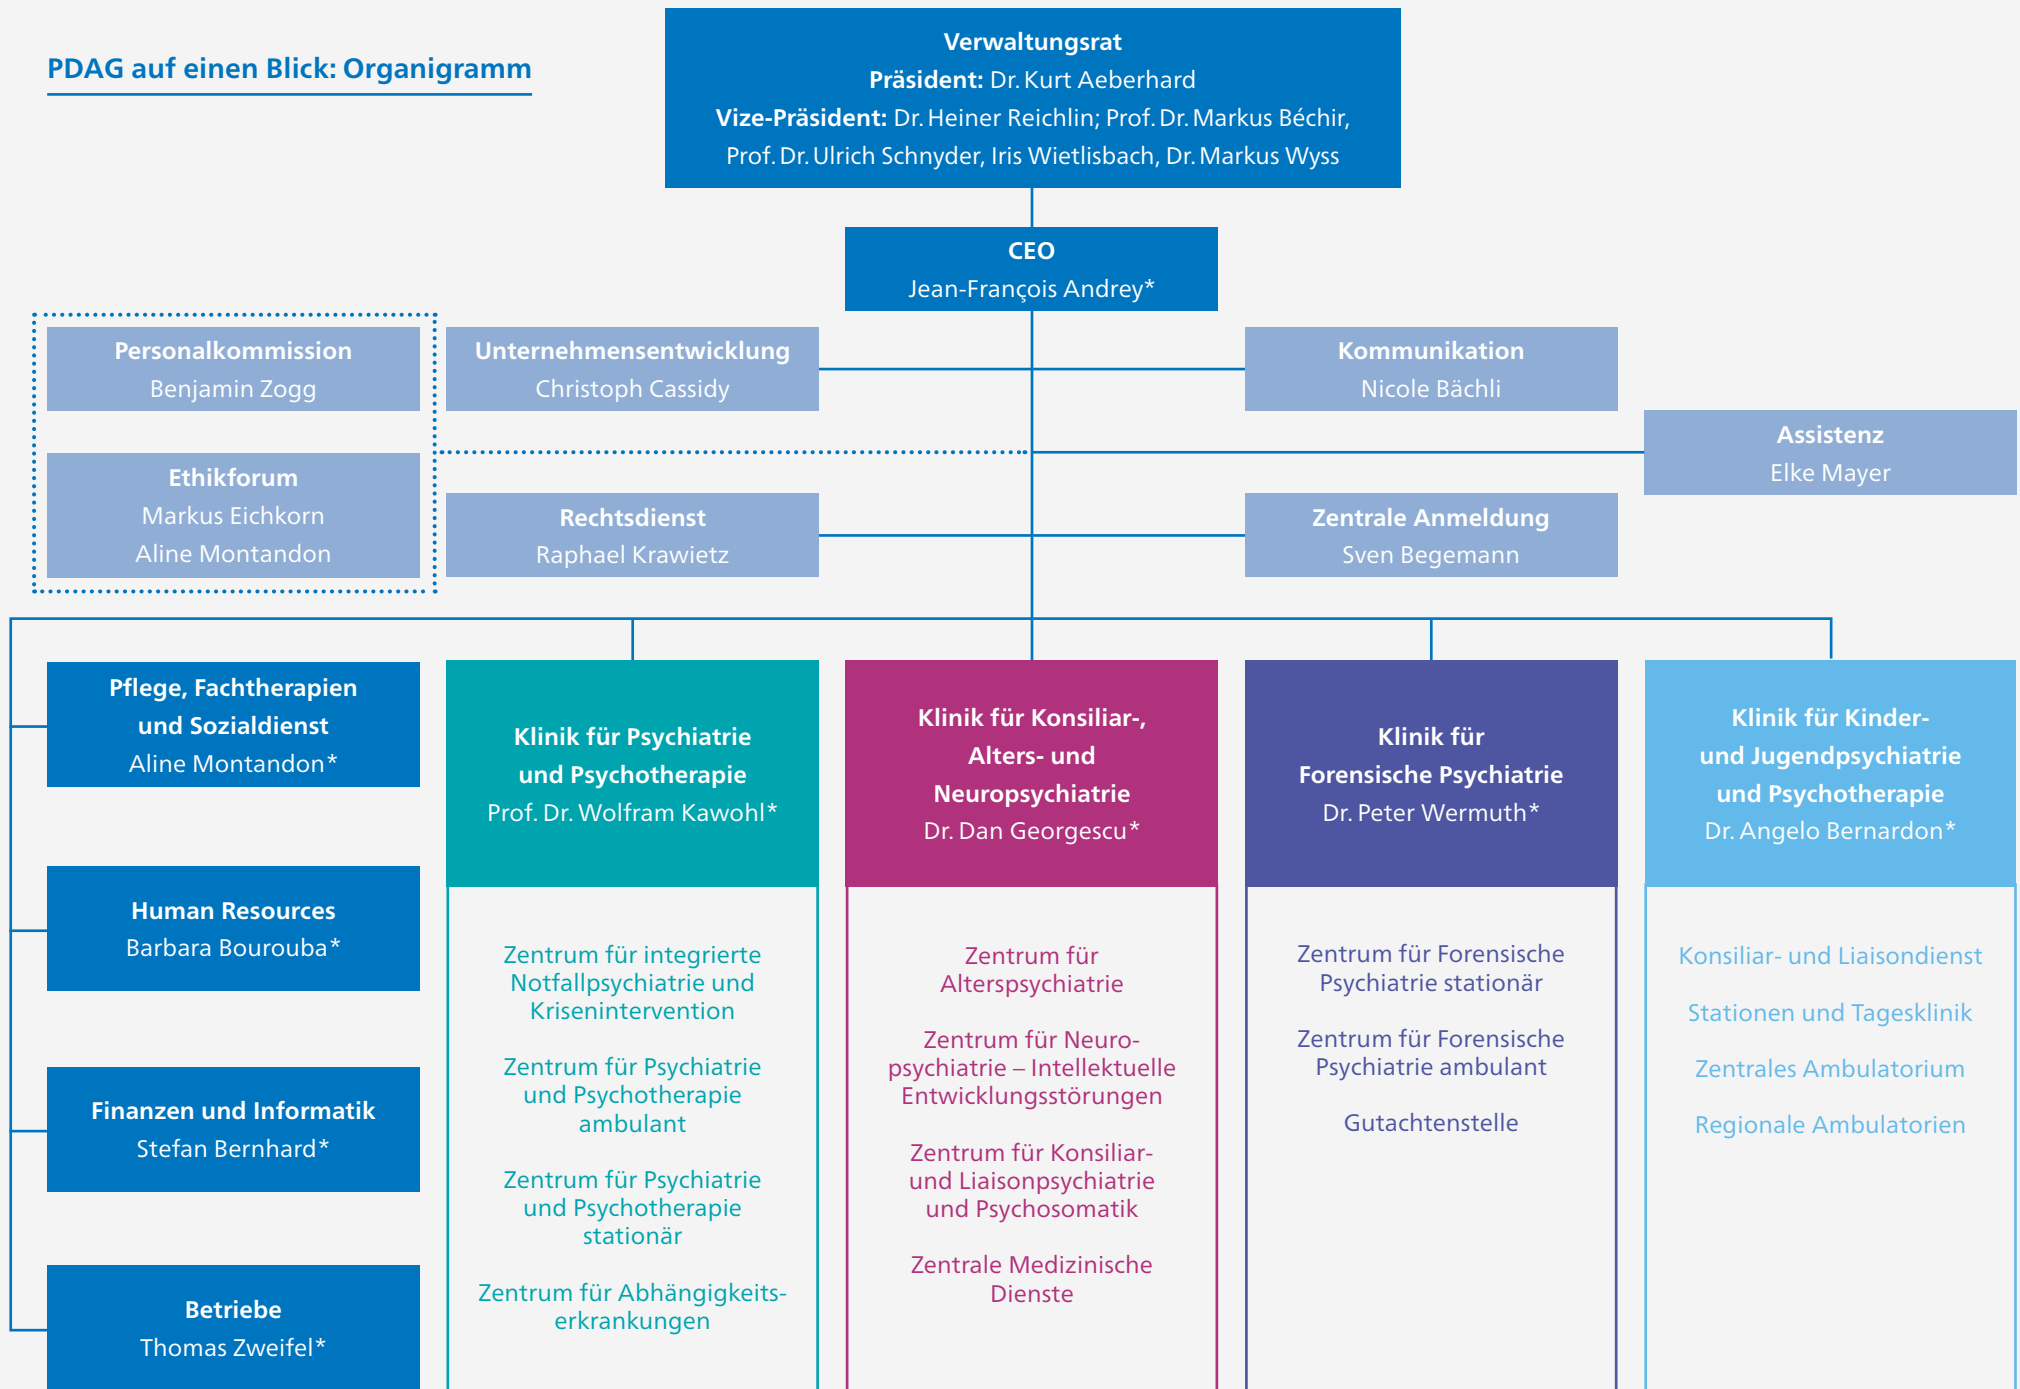 PDAG auf einen Blick: Organigramm
Verwaltungsrat
Präsident: Dr. Kurt Aeberhard
Vize-Präsident: Dr. Heiner Reichlin; Prof. Dr. Markus Béchir,
Prof. Dr. Ulrich Schnyder, Iris Wietlisbach, Dr. Markus Wyss
CEO
Jean-François Andrey*
Personalkommission
Benjamin Zogg
Unternehmensentwicklung
Christoph Cassidy
Kommunikation
Nicole Bächli
Assistenz
Elke Mayer
Ethikforum
Markus Eichkorn
Aline Montandon
Rechtsdienst
Raphael Krawietz
Zentrale Anmeldung
Sven Begemann
Pflege, Fachtherapien
und Sozialdienst
Aline Montandon*
Human Resources
Barbara Bourouba*
Finanzen und Informatik
Stefan Bernhard*
Betriebe
Thomas Zweifel*
Klinik für Psychiatrie
und Psychotherapie
Prof. Dr. Wolfram Kawohl*
Zentrum für integrierte
Notfallpsychiatrie und
Krisenintervention
Zentrum für Psychiatrie
und Psychotherapie
ambulant
Zentrum für Psychiatrie
und Psychotherapie
stationär
Zentrum für Abhängigkeits-
erkrankungen
Klinik für Konsiliar-,
Alters- und
Neuropsychiatrie
Dr. Dan Georgescu*
Zentrum für
Alterspsychiatrie
Zentrum für Neuro-
psychiatrie – Intellektuelle
Entwicklungsstörungen
Zentrum für Konsiliar-
und Liaisonpsychiatrie
und Psychosomatik
Zentrale Medizinische
Dienste
Klinik für
Forensische Psychiatrie
Dr. Peter Wermuth*
Zentrum für Forensische
Psychiatrie stationär
Zentrum für Forensische
Psychiatrie ambulant
Gutachtenstelle
Klinik für Kinder-
und Jugendpsychiatrie
und Psychotherapie
Dr. Angelo Bernardon*
Konsiliar- und Liaisondienst
Stationen und Tagesklinik
Zentrales Ambulatorium
Regionale Ambulatorien